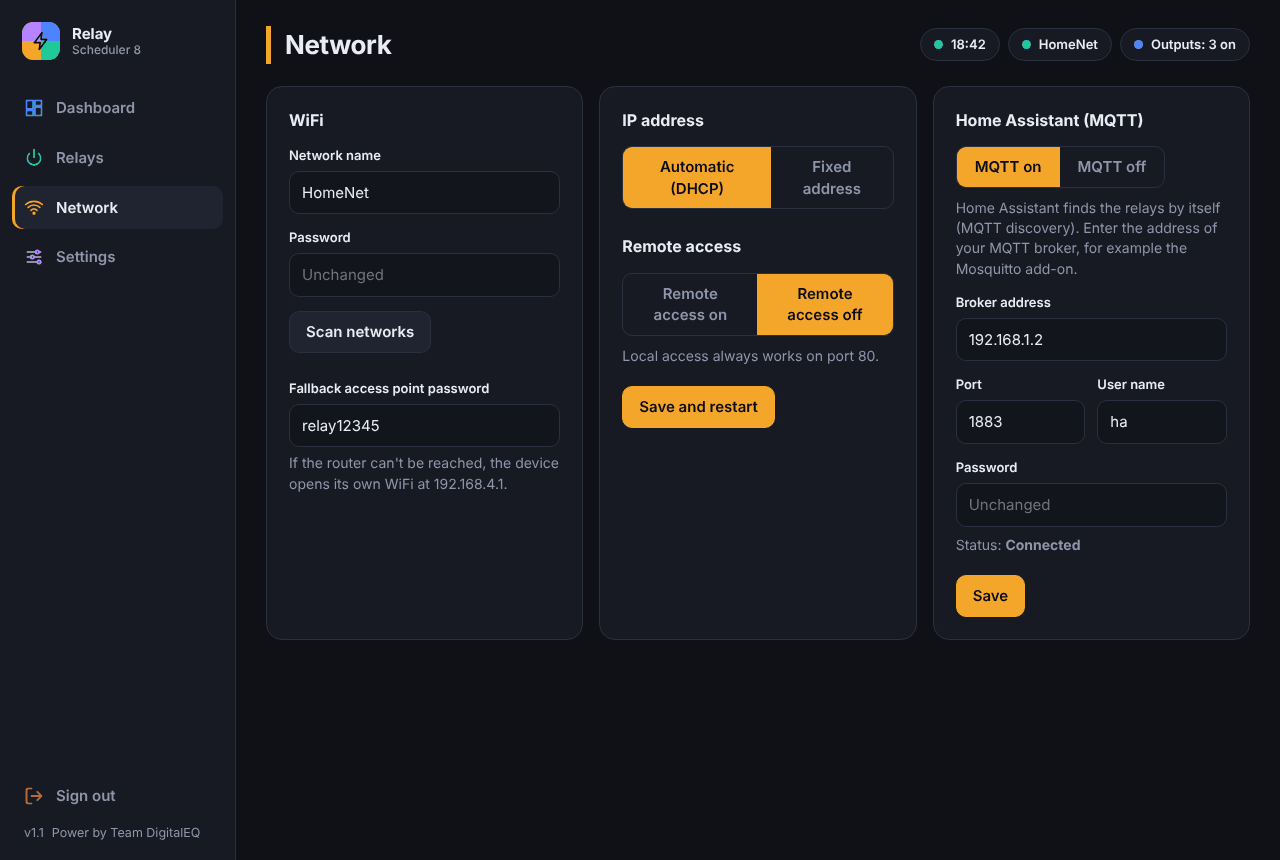 Relay
Scheduler 8
Dashboard
Relays
Network
Settings
Sign out
v1.1 Power by Team DigitalEQ
Network
18:42
HomeNet
Outputs: 3 on
WiFi
Network name
HomeNet
Password
Unchanged
Scan networks
Fallback access point password
relay12345
If the router can't be reached, the device
opens its own WiFi at 192.168.4.1.
IP address
Automatic
(DHCP)
Fixed
address
Remote access
Remote
access on
Remote
access off
Local access always works on port 80.
Save and restart
Home Assistant (MQTT)
MQTT on
MQTT off
Home Assistant finds the relays by itself
(MQTT discovery). Enter the address of
your MQTT broker, for example the
Mosquitto add-on.
Broker address
192.168.1.2
Port
1883
User name
ha
Password
Unchanged
Status: Connected
Save